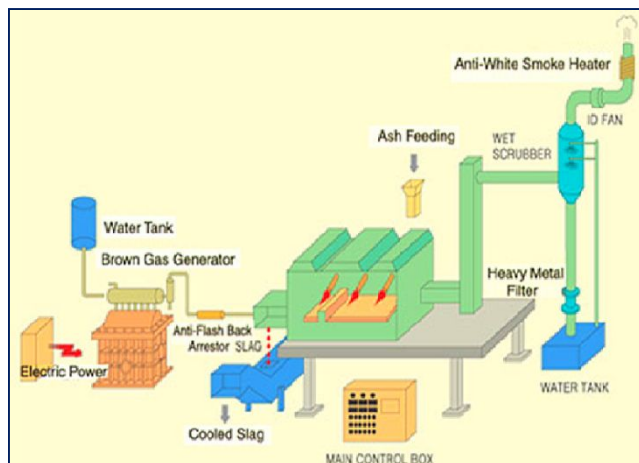 Anti-White Smoke Heater
ID FAN
Ash Feeding
WET
SCRUBBER
Water Tank
Brown Gas Generator
Heavy Metal
Filter
Anti-Flash Back
Arrestor SLAG
Electric Power
WATER TANK
Cooled Slag
MAIN CONTROL BOX